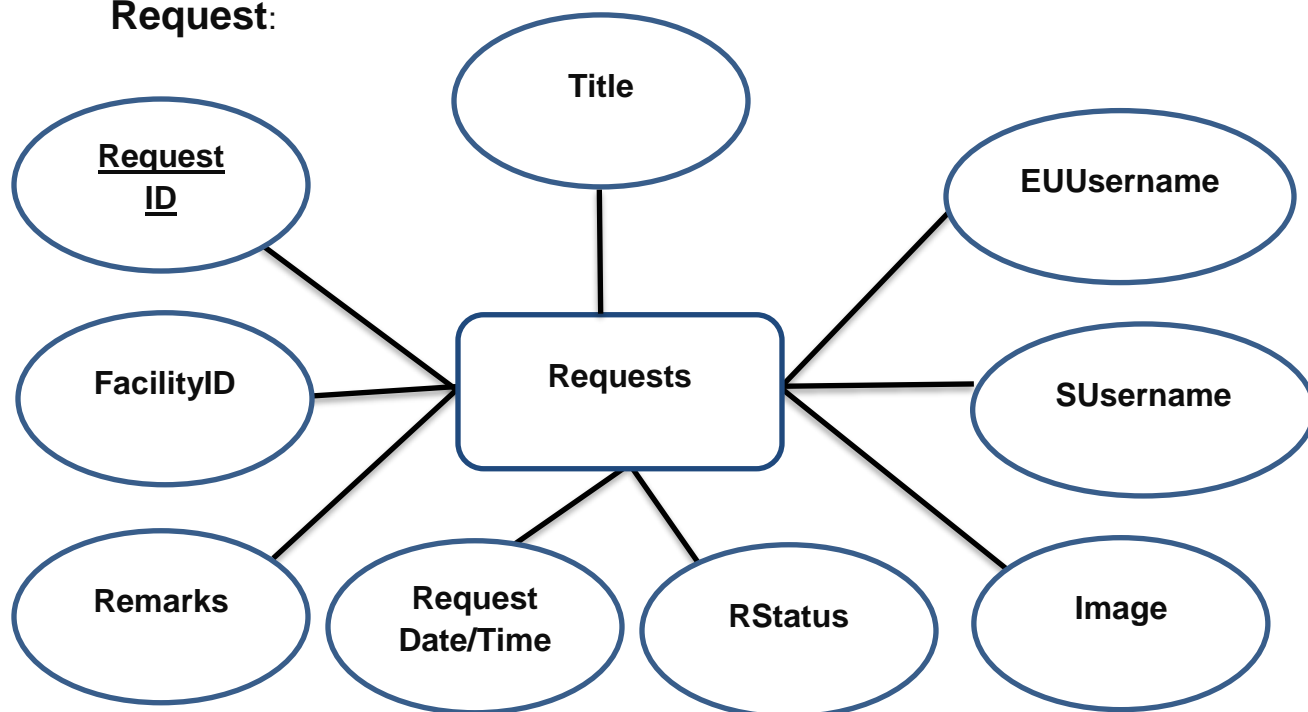 Request:
Title
Request
ID
EUUsername
FacilityID
Requests
SUsername
Remarks
Request
Date/Time
RStatus
Image